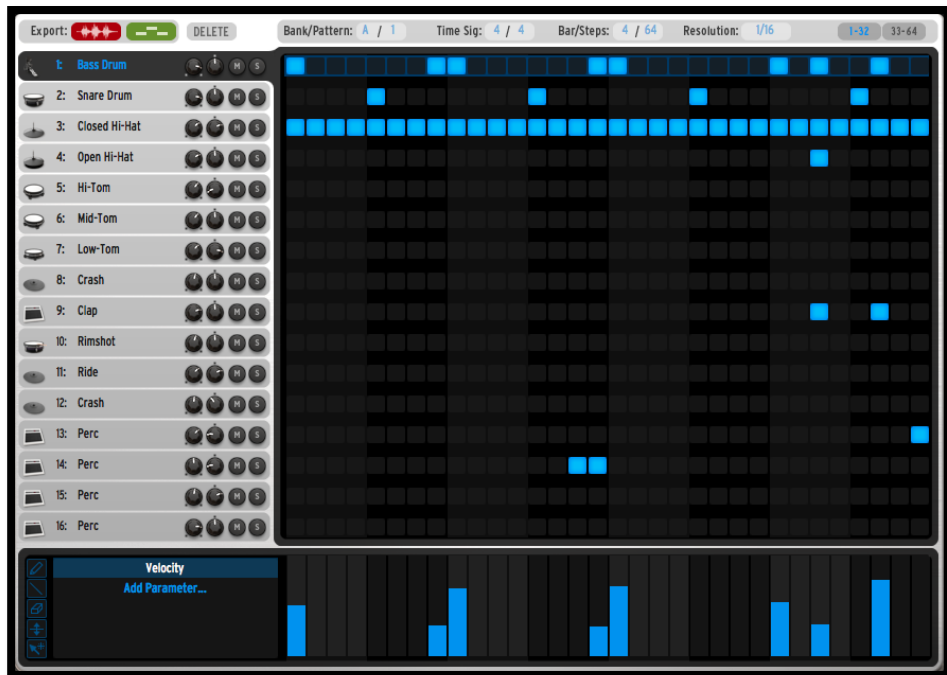 Export: DELETE Bank/Pattern: A / 1 Time Sig: 4 / 4 Bar/Steps: 4 / 64 Resolution: 1/16 1-32 33-64
1: Bass Drum M S
2: Snare Drum M S
3: Closed Hi-Hat M S
4: Open Hi-Hat M S
5: Hi-Tom M S
6: Mid-Tom M S
7: Low-Tom M S
8: Crash M S
9: Clap M S
10: Rimshot M S
11: Ride M S
12: Crash M S
13: Perc M S
14: Perc M S
15: Perc M S
16: Perc M S
Velocity
Add Parameter...